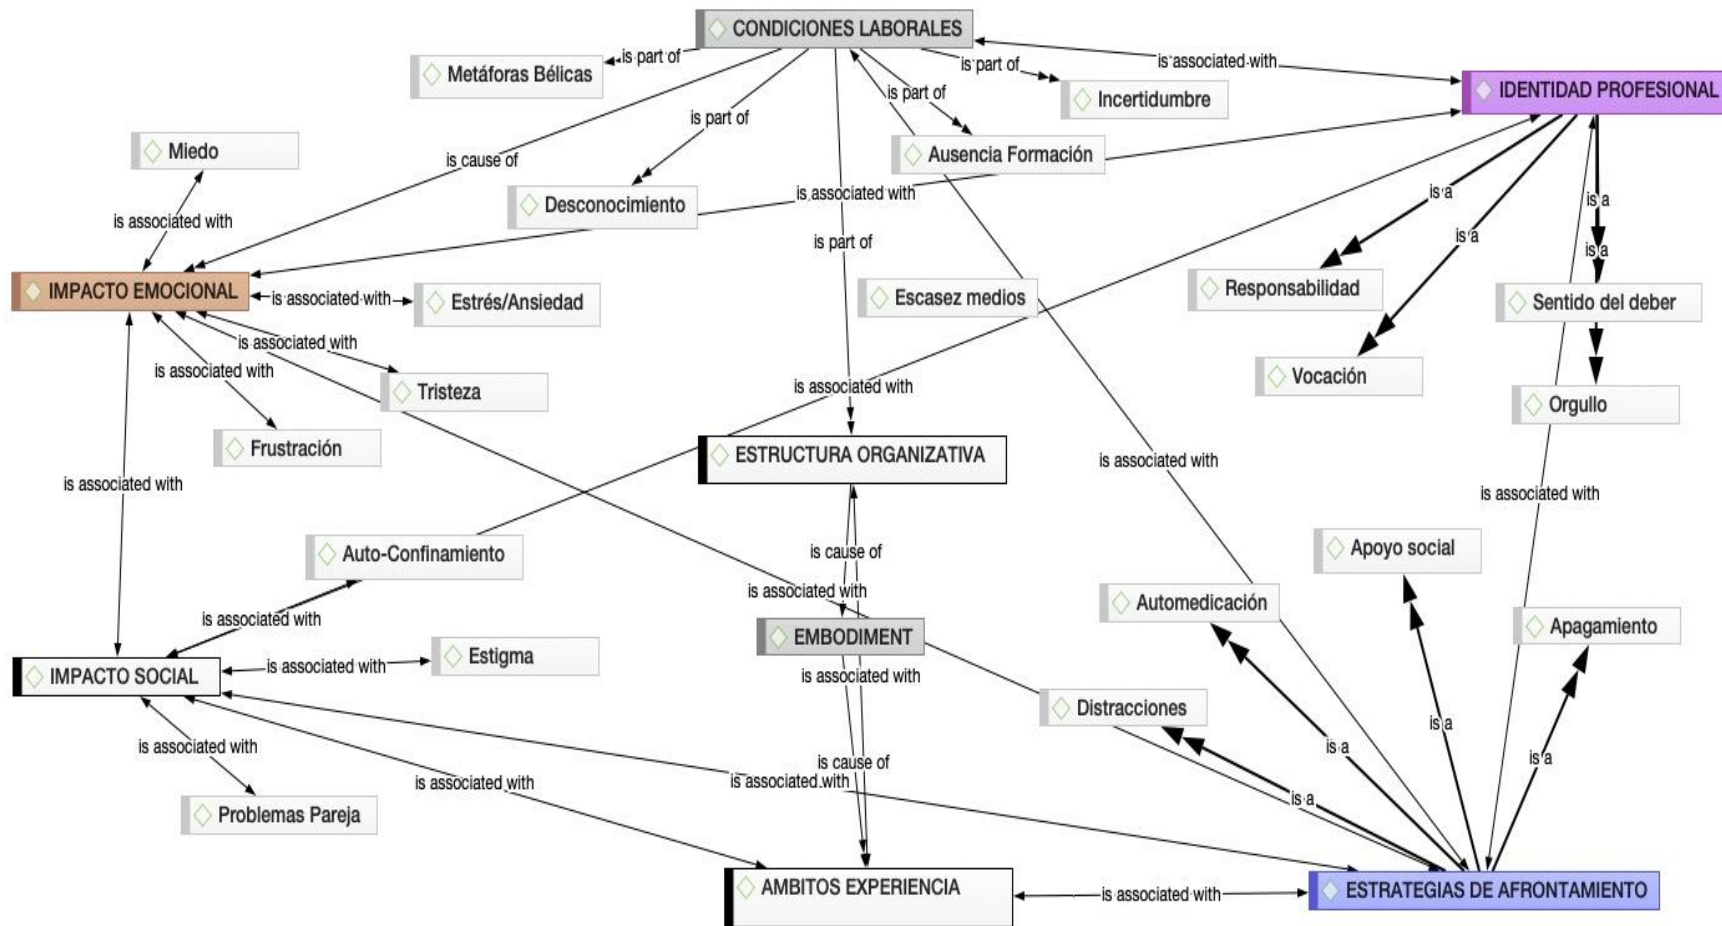 CONDICIONES LABORALES
is part of
is associated with
Metáforas Bélicas
is part of
IDENTIDAD PROFESIONAL
is part of
Incertidumbre
is part of
Miedo
is cause of
Ausencia Formación
is associated with
is a
is a
Desconocimiento
is associated with
is part of
is a
is a
IMPACTO EMOCIONAL
is associated with
Estrés/Ansiedad
Escasez medios
Responsabilidad
Sentido del deber
is associated with
is associated with
Tristeza
is associated with
Vocación
Orgullo
Frustración
ESTRUCTURA ORGANIZATIVA
is associated with
is associated with
is associated with
Auto-Confinamiento
is cause of
Apoyo social
is associated with
is associated with
Automedicación
EMBODIMENT
Apagamiento
IMPACTO SOCIAL
is associated with
Estigma
is associated with
Distracciones
is associated with
is a
is a
is a
is cause of
is associated with
is associated with
is a
Problemas Pareja
AMBITOS EXPERIENCIA
is associated with
ESTRATEGIAS DE AFRONTAMIENTO